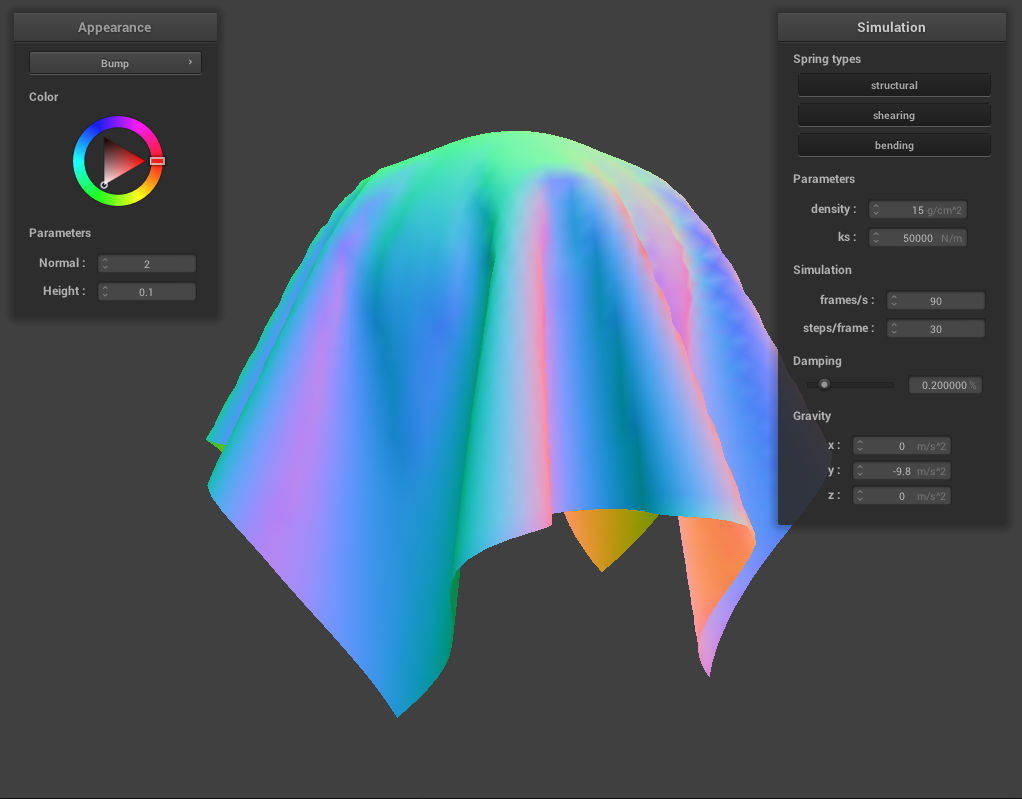 Appearance
Bump
Color
Parameters
Normal : 2
Height : 0.1
Simulation
Spring types
structural
shearing
bending
Parameters
density : 15 g/cm^2
ks : 50000 N/m
Simulation
frames/s : 90
steps/frame : 30
Damping
0.200000 %
Gravity
x : 0 m/s^2
y : -9.8 m/s^2
z : 0 m/s^2